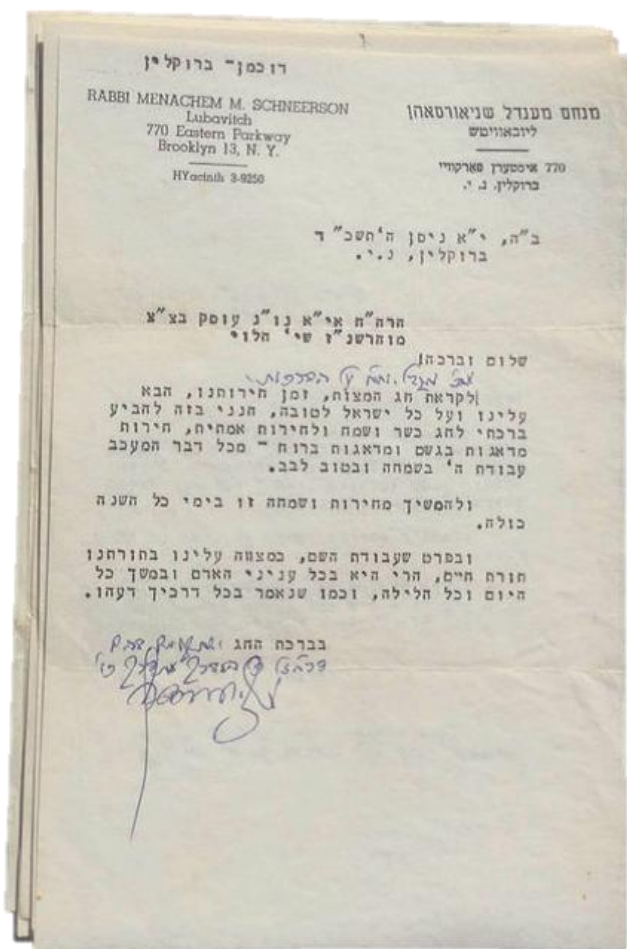 דוכמן- ברוקלין
RABBI MENACHEM M. SCHNEERSON
Lubavitch
770 Eastern Parkway
Brooklyn 13, N. Y.
HYacinth 3-9250
מנחם מענדל שניאורסאהן
ליובאוויטש
770 איסטערן פארקוויי
ברוקלין, נ. י.
ב"ה, י"א ניסן ה'תשכ"ד
ברוקלין, נ.י.
הרה"ח אי"א נו"נ עוסק בצ"צ
מוהרשנ"ז שי' הלוי
שלום וברכה!
לקראת חג המצות, זמן חירותנו, הבא
עלינו ועל כל ישראל לטובה, הנני בזה להביע
ברכתי לחג כשר ושמח ולחירות אמתית, חירות
מדאגות בגשם ומדאגות ברוח - מכל דבר המעכב
עבודת ה' בשמחה ובטוב לבב.
ולהמשיך מחירות ושמחה זו בימי כל השנה
כולה.
ובפרט שעבודת השם, כמצווה עלינו בתורתנו
תורת חיים, הרי היא בכל עניני האדם ובמשך כל
היום וכל הלילה, וכמו שנאמר בכל דרכיך דעהו.
בברכת החג